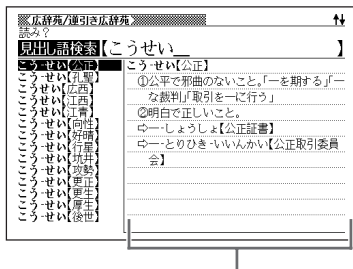 広辞苑/逆引き広辞苑
読み?
見出し語検索【こうせい 】
こう‐せい【公正】
こう‐せい【孔聖】
こう‐せい【広西】
こう‐せい【江西】
こう‐せい【江青】
こう‐せい【向性】
こう‐せい【好晴】
こう‐せい【行星】
こう‐せい【坑井】
こう‐せい【攻勢】
こう‐せい【更正】
こう‐せい【更生】
こう‐せい【厚生】
こう‐せい【後世】
こう‐せい【公正】
①公平で邪曲のないこと。「―を期する」「―
な裁判」「取引を―に行う」
②明白で正しいこと。
⇨―‐しょうしょ【公正証書】
⇨―‐とりひき‐いいんかい【公正取引委員
会】